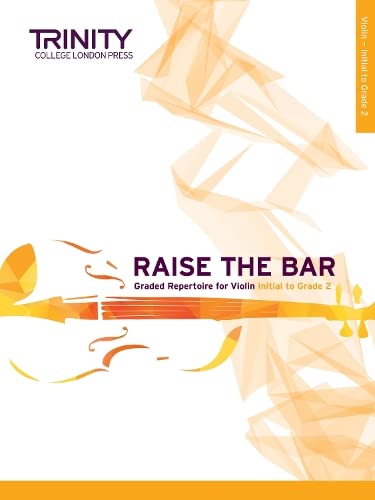 TRINITY
COLLEGE LONDON PRESS
Violin – Initial to Grade 2
RAISE THE BAR
Graded Repertoire for Violin Initial to Grade 2